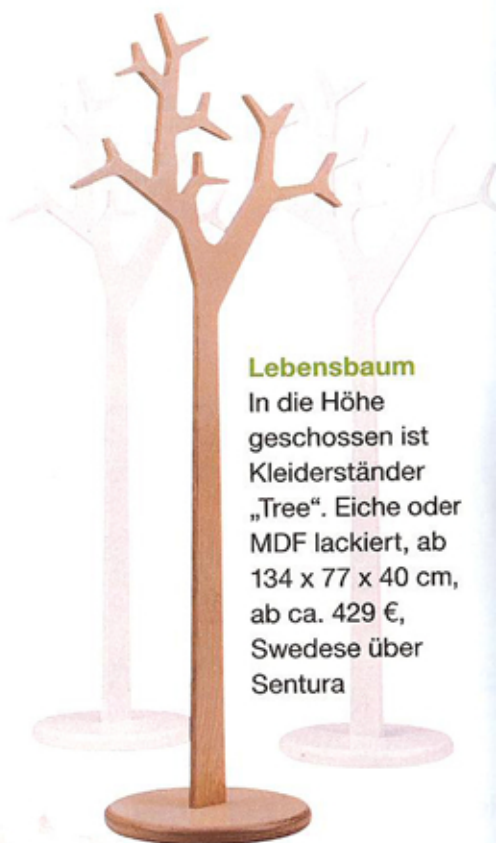 Lebensbaum
In die Höhe
geschossen ist
Kleiderständer
„Tree“. Eiche oder
MDF lackiert, ab
134 x 77 x 40 cm,
ab ca. 429 €,
Swedese über
Sentura